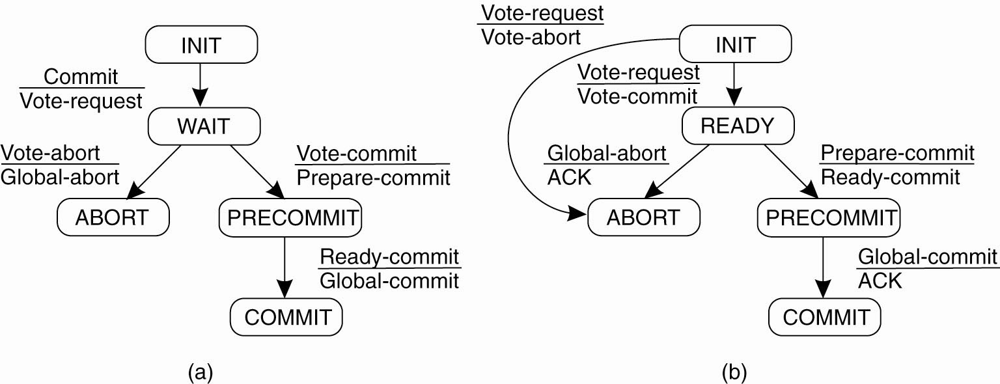 INIT
Commit
Vote-request
WAIT
Vote-abort
Global-abort
Vote-commit
Prepare-commit
ABORT
PRECOMMIT
Ready-commit
Global-commit
COMMIT
(a)
Vote-request
Vote-abort
INIT
Vote-request
Vote-commit
READY
Global-abort
ACK
Prepare-commit
Ready-commit
ABORT
PRECOMMIT
Global-commit
ACK
COMMIT
(b)